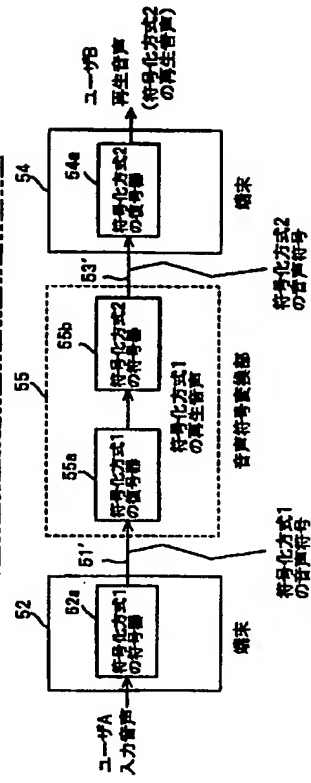 ユーザA
入力音声
52
52a
符号化方式1
の符号器
端末
51'
符号化方式1
の音声符号
55
55a
符号化方式1
の復号器
符号化方式1
の再生音声
55b
符号化方式2
の符号器
音声符号変換部
53'
符号化方式2
の音声符号
54
54a
符号化方式2
の復号器
端末
ユーザB
再生音声
(符号化方式2
の再生音声)